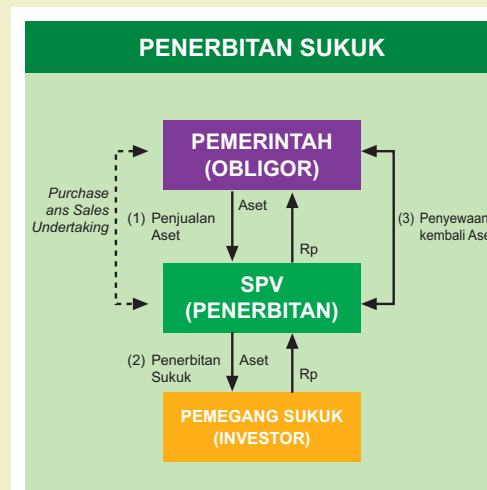 PENERBITAN SUKUK
PEMERINTAH
(OBLIGOR)
Purchase
ans Sales
Undertaking
(1) Penjualan
Aset
Aset
Rp
(3) Penyewaan
kembali Ase
SPV
(PENERBITAN)
(2) Penerbitan
Sukuk
Aset
Rp
PEMEGANG SUKUK
(INVESTOR)